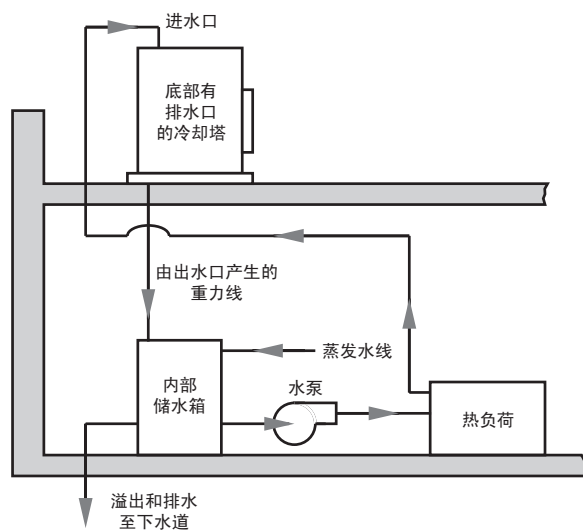 进水口
底部有
排水口
的冷却塔
由出水口产生的
重力线
蒸发水线
内部
储水箱
水泵
热负荷
溢出和排水
至下水道